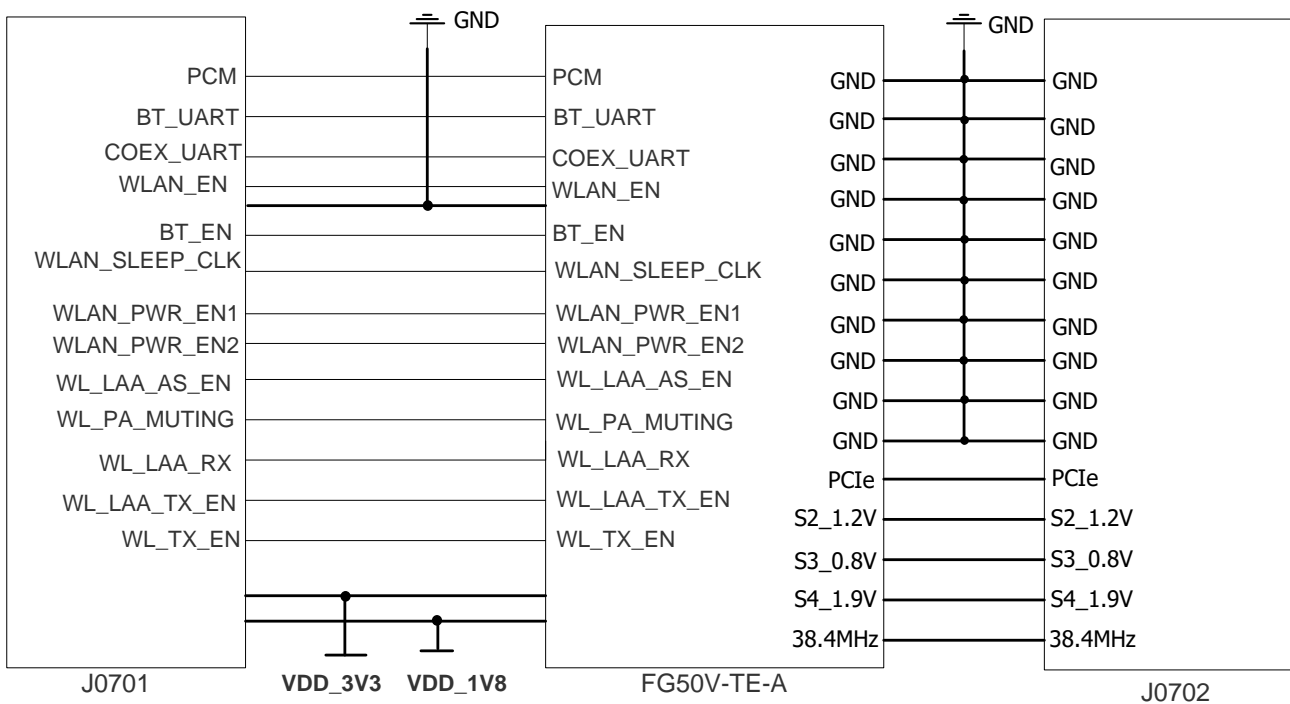 GND GND
PCM PCM GND GND
BT_UART BT_UART GND GND
COEX_UART COEX_UART GND GND
WLAN_EN WLAN_EN GND GND
BT_EN BT_EN GND GND
WLAN_SLEEP_CLK WLAN_SLEEP_CLK GND GND
WLAN_PWR_EN1 WLAN_PWR_EN1 GND GND
WLAN_PWR_EN2 WLAN_PWR_EN2 GND GND
WL_LAA_AS_EN WL_LAA_AS_EN GND GND
WL_PA_MUTING WL_PA_MUTING GND GND
WL_LAA_RX WL_LAA_RX PCIe PCIe
WL_LAA_TX_EN WL_LAA_TX_EN S2_1.2V S2_1.2V
WL_TX_EN WL_TX_EN S3_0.8V S3_0.8V
S4_1.9V S4_1.9V
38.4MHz 38.4MHz
J0701 VDD_3V3 VDD_1V8 FG50V-TE-A J0702